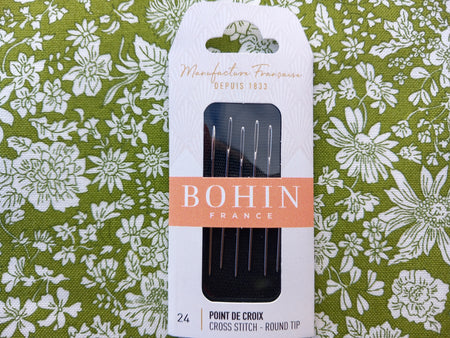 Manufacture Française
DEPUIS 1833
BOHIN
FRANCE
24
POINT DE CROIX
CROSS STITCH - ROUND TIP